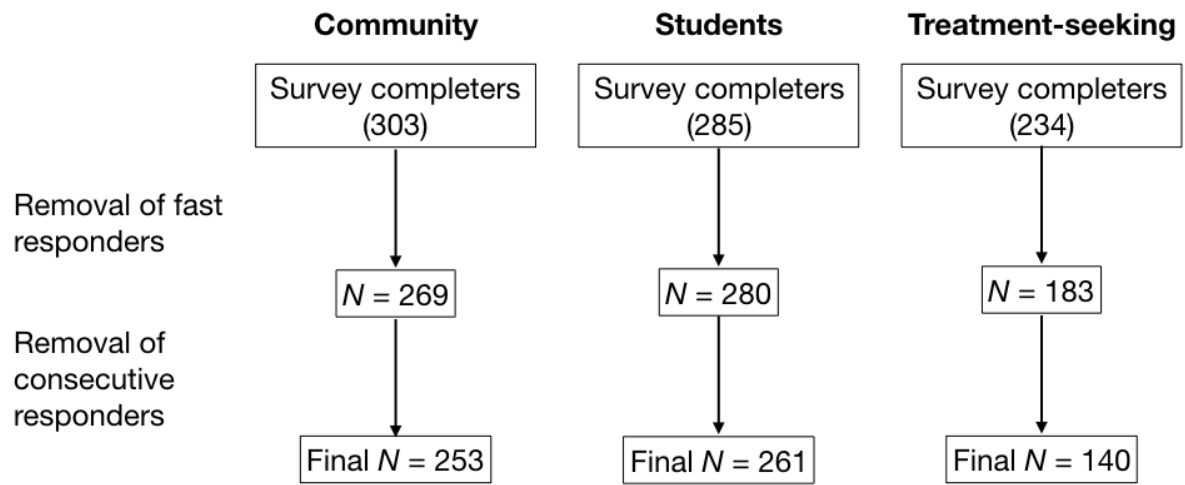 Community Students Treatment-seeking
Survey completers Survey completers Survey completers
(303) (285) (234)
Removal of fast
responders
N = 269 N = 280 N = 183
Removal of
consecutive
responders
Final N = 253 Final N = 261 Final N = 140